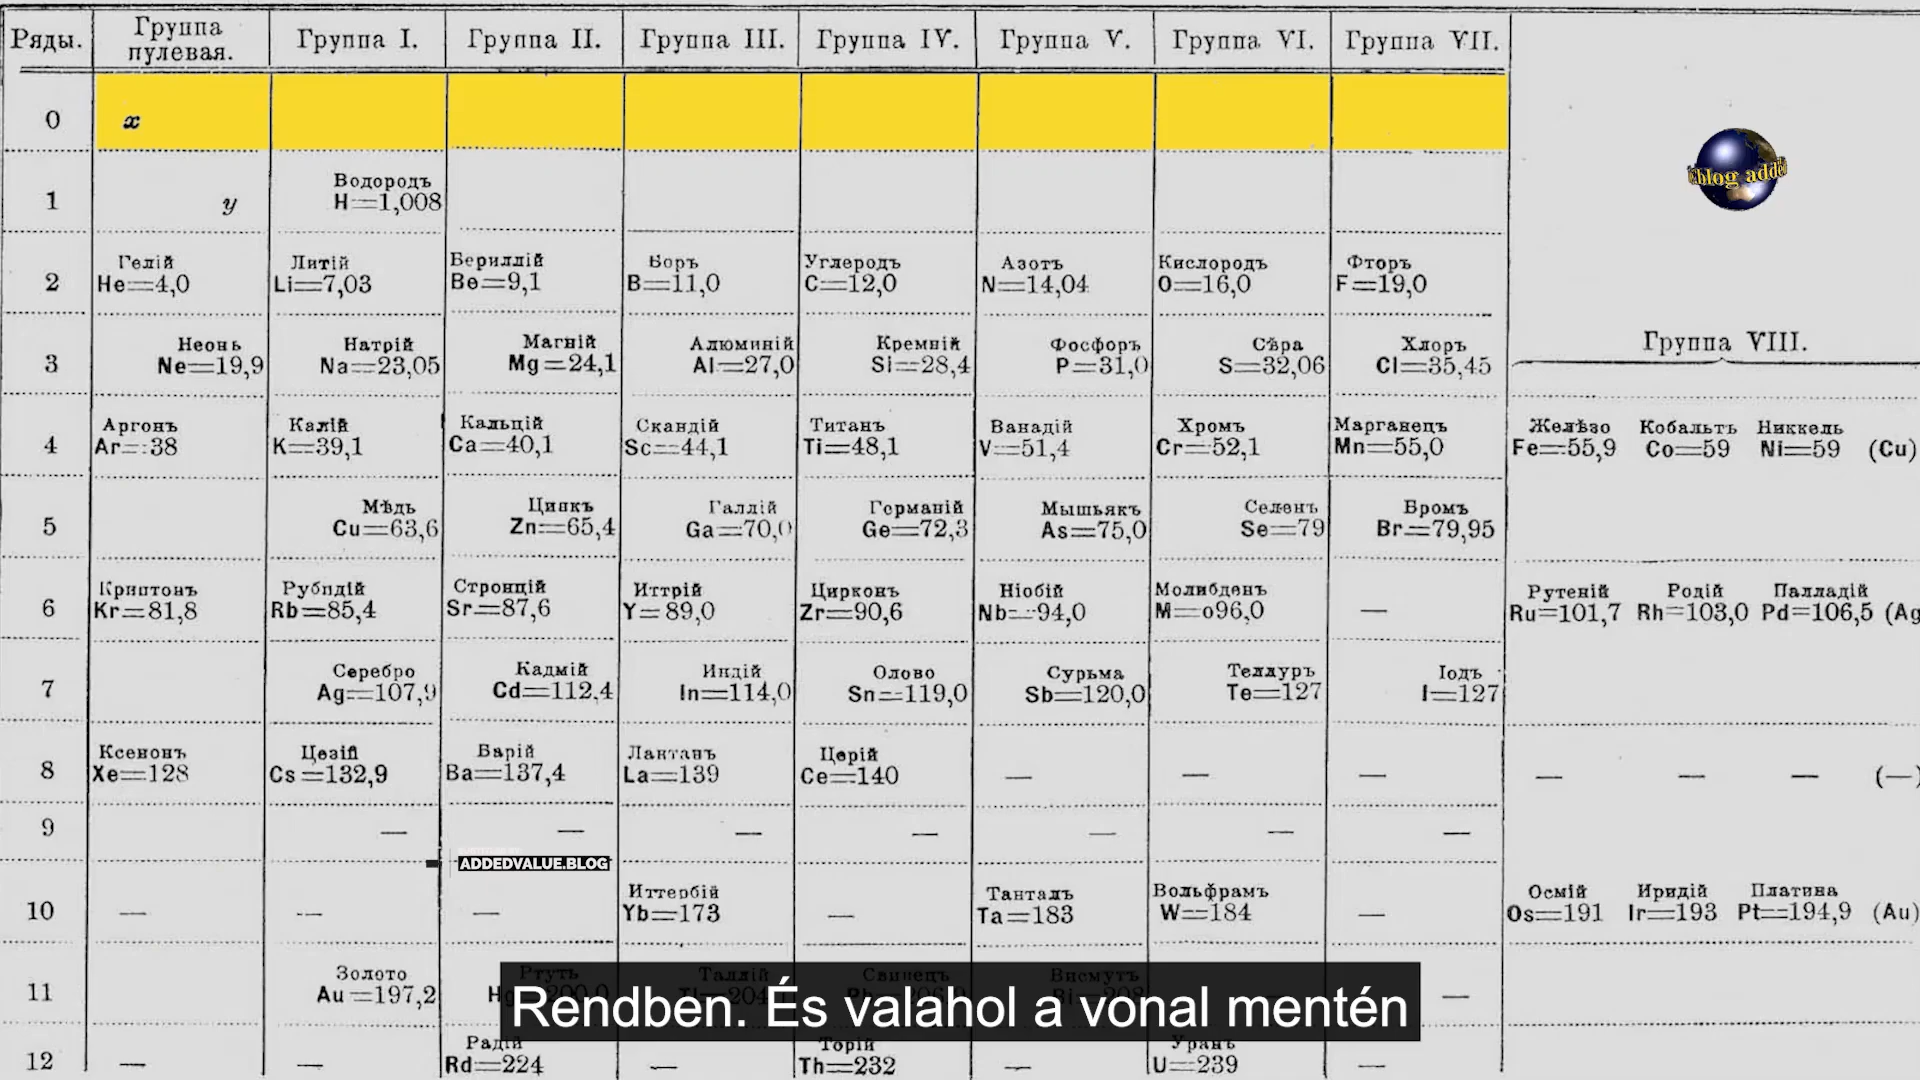 Ряды. Группа нулевая. Группа I. Группа II. Группа III. Группа IV. Группа V. Группа VI. Группа VII.
0 x
Водородъ
1 y H=1,008
Гелій Литій Бериллій Боръ Углеродъ Азотъ Кислородъ Фторъ
2 He=4,0 Li=7,03 Be=9,1 B=11,0 C=12,0 N=14,04 O=16,0 F=19,0
Неонъ Натрій Магній Алюминій Кремній Фосфоръ Сѣра Хлоръ Группа VIII.
3 Ne=19,9 Na=23,05 Mg=24,1 Al=27,0 Si=28,4 P=31,0 S=32,06 Cl=35,45
Аргонъ Калій Кальцій Скандій Титанъ Ванадій Хромъ Марганецъ Желѣзо Кобальтъ Никкель
4 Ar=38 K=39,1 Ca=40,1 Sc=44,1 Ti=48,1 V=51,4 Cr=52,1 Mn=55,0 Fe=55,9 Co=59 Ni=59 (Cu)
Мѣдь Цинкъ Галлій Германій Мышьякъ Селенъ Бромъ
5 Cu=63,6 Zn=65,4 Ga=70,0 Ge=72,3 As=75,0 Se=79 Br=79,95
Криптонъ Рубидій Стронцій Иттрій Цирконъ Ніобій Молибденъ Рутеній Родій Палладій
6 Kr=81,8 Rb=85,4 Sr=87,6 Y=89,0 Zr=90,6 Nb=94,0 M=o96,0 — Ru=101,7 Rh=103,0 Pd=106,5 (Ag
Серебро Кадмій Индій Олово Сурьма Теллуръ Іодъ
7 Ag=107,9 Cd=112,4 In=114,0 Sn=119,0 Sb=120,0 Te=127 I=127
Ксенонъ Цезій Барій Лантанъ Церій
8 Xe=128 Cs=132,9 Ba=137,4 La=139 Ce=140 — — — — — — (—)
9 — — — — — — —
ADDEDVALUE.BLOG
Иттербій Танталъ Вольфрамъ Осмій Иридій Платина
10 — — — Yb=173 — Ta=183 W=184 — Os=191 Ir=193 Pt=194,9 (Au)
Золото Ртуть Таллій Свинецъ Висмутъ
11 Au=197,2 —
Rendben. És valahol a vonal mentén
Радій Торій Уранъ
12 — — Rd=224 — Th=232 — U=239 —